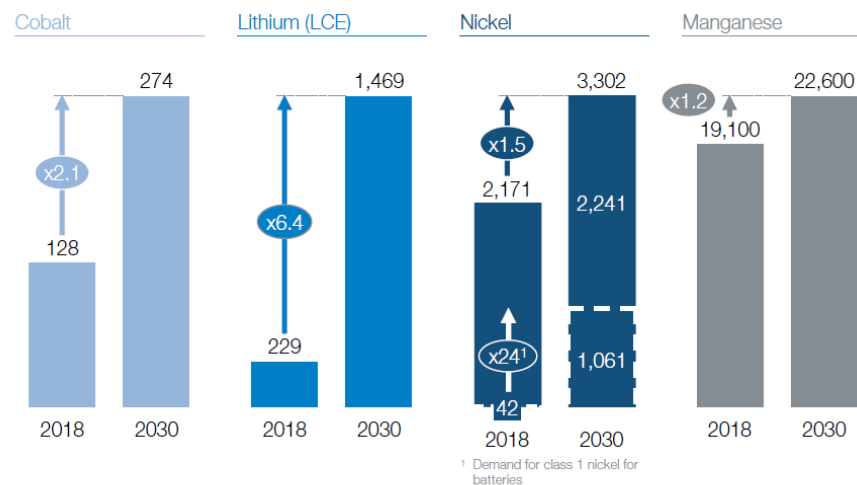 Cobalt
274
x2.1
128
2018 2030
Lithium (LCE)
1,469
x6.4
229
2018 2030
Nickel
3,302
x1.5
2,171
2,241
x24¹
1,061
42
2018 2030
¹ Demand for class 1 nickel for
batteries
Manganese
22,600
x1.2
19,100
2018 2030